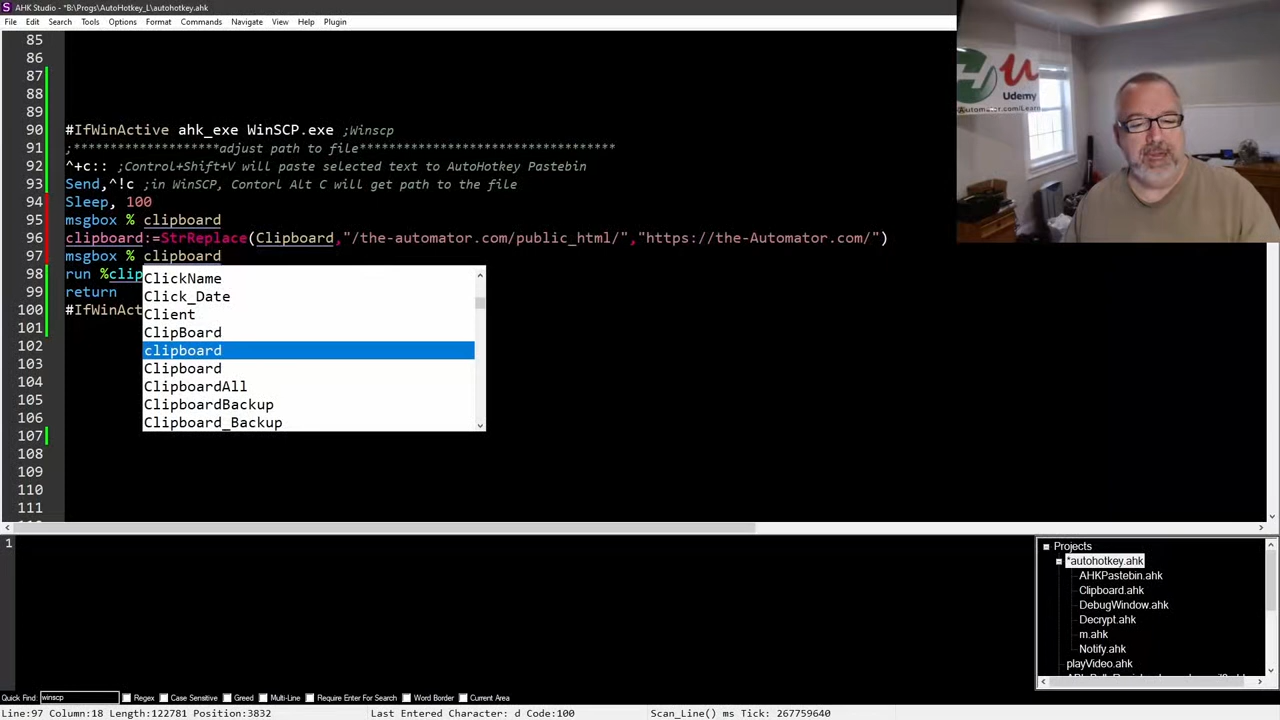 AHK Studio - *B:\Progs\AutoHotkey_L\autohotkey.ahk
File Edit Search Tools Options Format Commands Navigate View Help Plugin
85
86
87
88
89
90 #IfWinActive ahk_exe WinSCP.exe ;Winscp
91 ;********************adjust path to file***********************************
92 ^+c:: ;Control+Shift+V will paste selected text to AutoHotkey Pastebin
93 Send,^!c ;in WinSCP, Contorl Alt C will get path to the file
94 Sleep, 100
95 msgbox % clipboard
96 clipboard:=StrReplace(Clipboard,"/the-automator.com/public_html/","https://the-Automator.com/")
97 msgbox % clipboard
98 run %clip
99 return
100 #IfWinAct
101
102
103
104
105
106
107
108
109
110
111
ClickName
Click_Date
Client
ClipBoard
clipboard
Clipboard
ClipboardAll
ClipboardBackup
Clipboard_Backup
Udemy
Automator.com/Learn
1
Projects
*autohotkey.ahk
AHKPastebin.ahk
Clipboard.ahk
DebugWindow.ahk
Decrypt.ahk
m.ahk
Notify.ahk
playVideo.ahk
Quick Find: winscp Regex Case Sensitive Greed Multi-Line Require Enter For Search Word Border Current Area
Line:97 Column:18 Length:122781 Position:3832 Last Entered Character: d Code:100 Scan_Line() ms Tick: 267759640